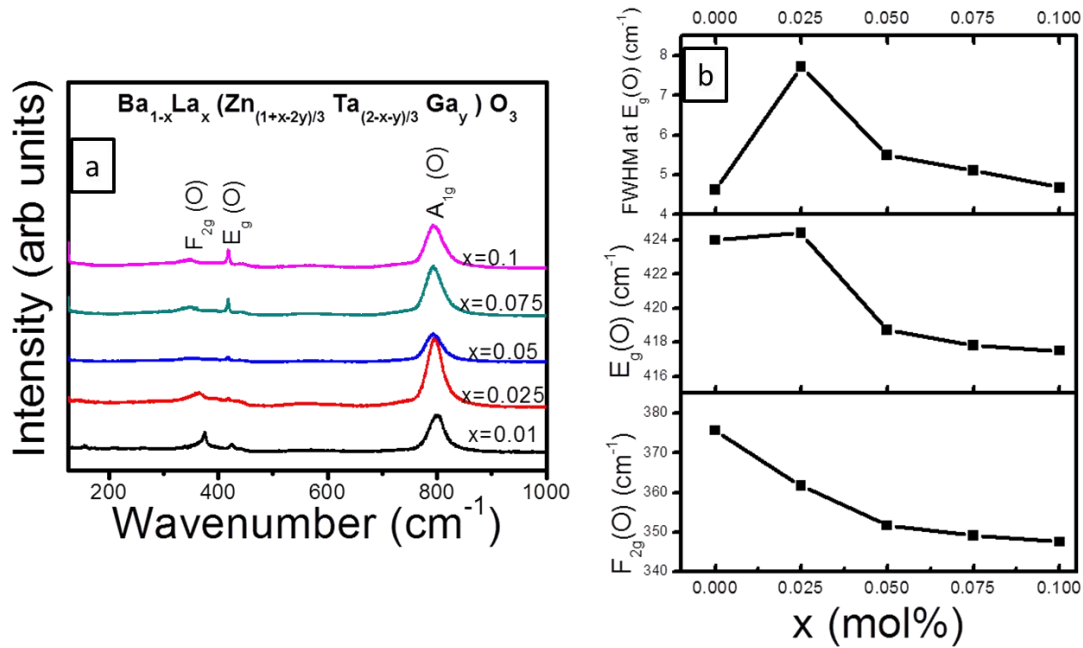 Ba1-xLax (Zn(1+x-2y)/3 Ta(2-x-y)/3 Gay ) O3
a
Intensity (arb units)
F2g (O)
Eg (O)
A1g (O)
x=0.1
x=0.075
x=0.05
x=0.025
x=0.01
200 400 600 800 1000
Wavenumber (cm-1)
0.000 0.025 0.050 0.075 0.100
b
FWHM at Eg(O) (cm-1)
8
7
6
5
4
Eg(O) (cm-1)
424
422
420
418
416
F2g(O) (cm-1)
380
370
360
350
340
0.000 0.025 0.050 0.075 0.100
x (mol%)